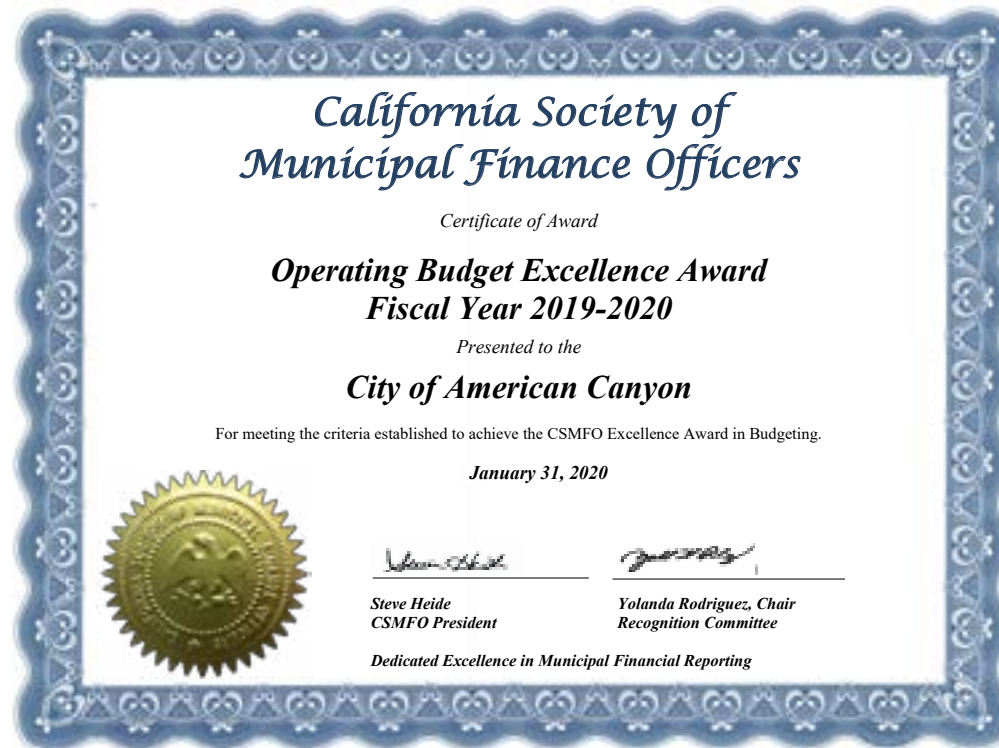 California Society of
Municipal Finance Officers
Certificate of Award
Operating Budget Excellence Award
Fiscal Year 2019-2020
Presented to the
City of American Canyon
For meeting the criteria established to achieve the CSMFO Excellence Award in Budgeting.
January 31, 2020
Steve Heide
CSMFO President
Yolanda Rodriguez, Chair
Recognition Committee
Dedicated Excellence in Municipal Financial Reporting